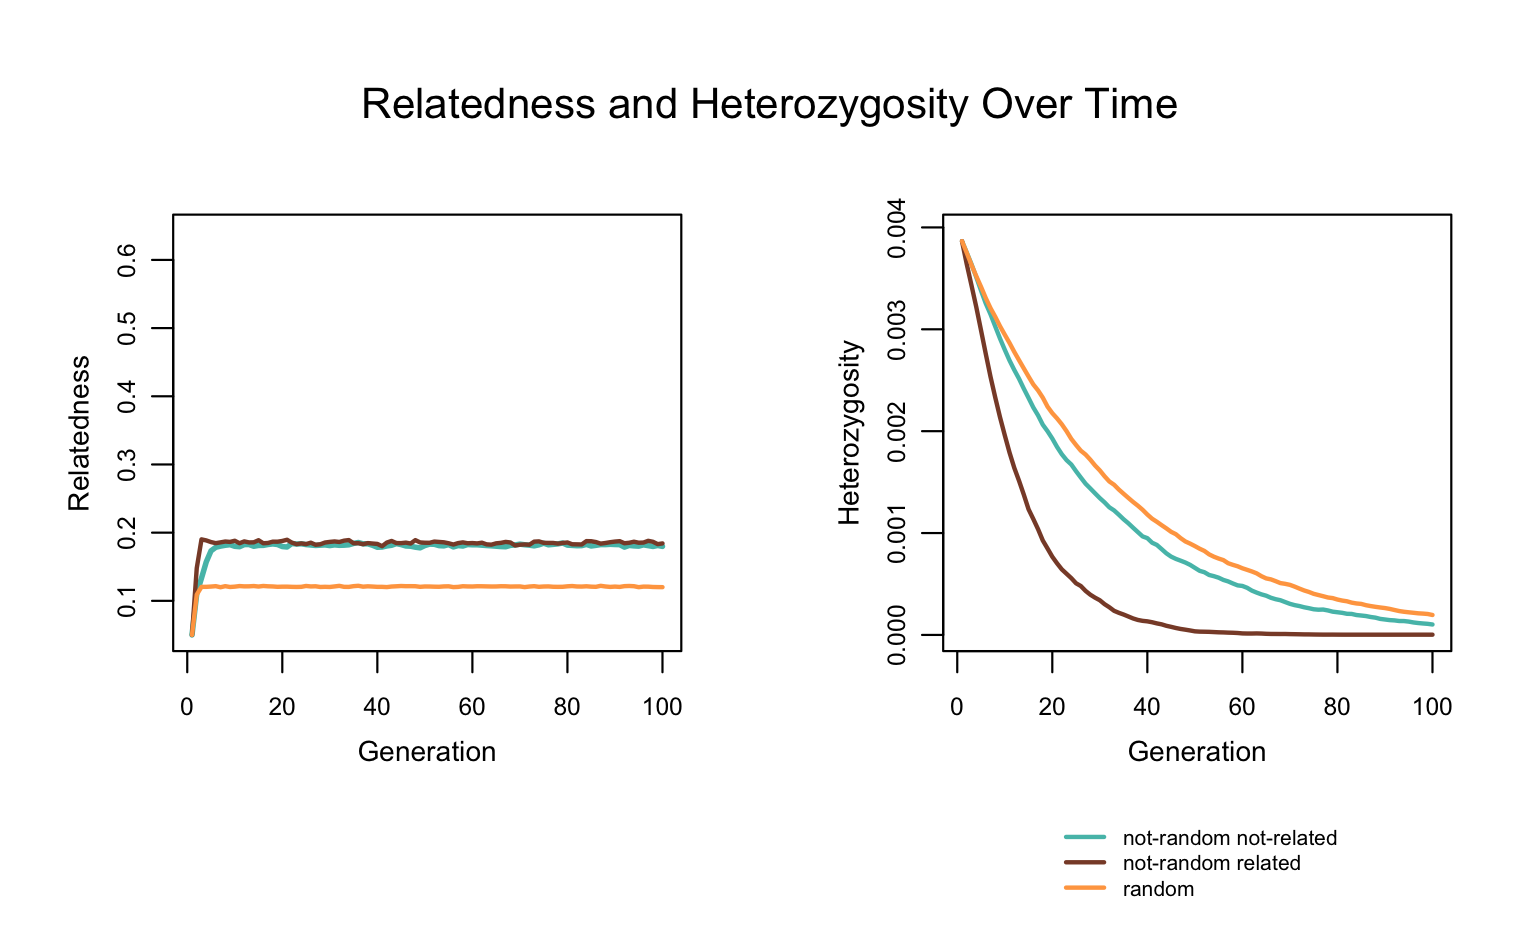 Relatedness and Heterozygosity Over Time
Relatedness
0.6
0.5
0.4
0.3
0.2
0.1
0 20 40 60 80 100
Generation
Heterozygosity
0.004
0.003
0.002
0.001
0.000
0 20 40 60 80 100
Generation
not-random not-related
not-random related
random